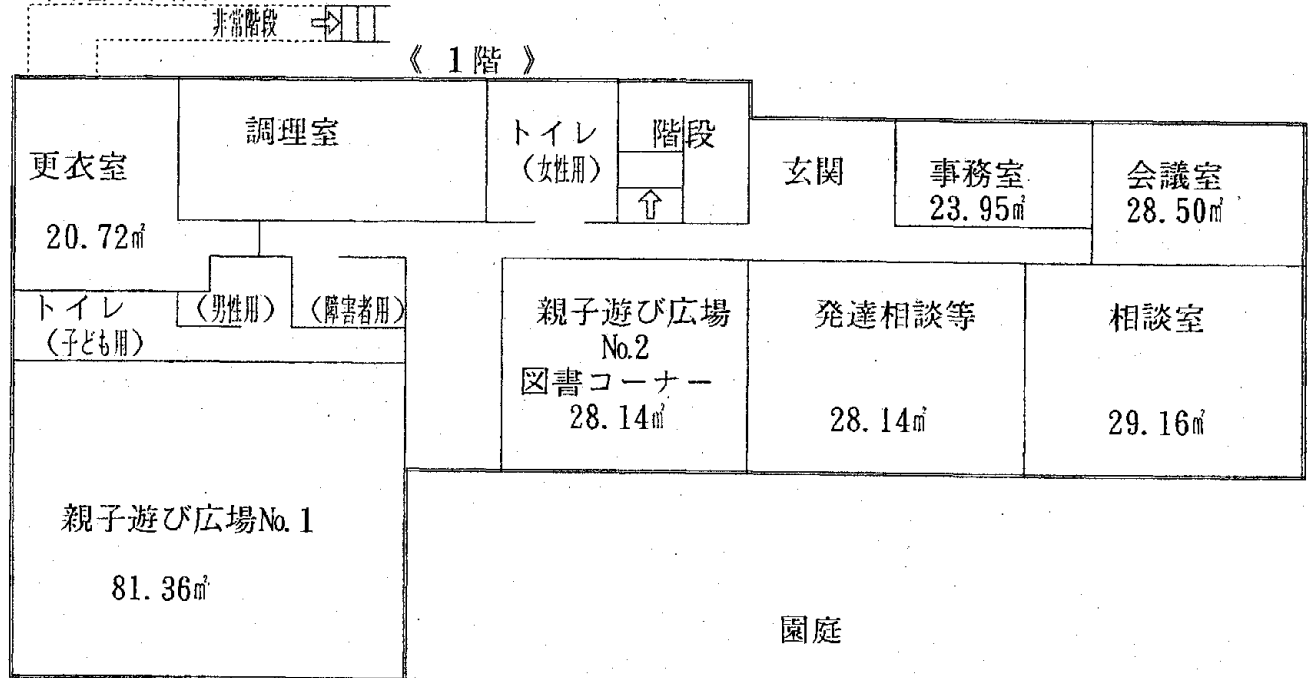 非常階段
《 1階 》
更衣室
20.72㎡
調理室
トイレ
(女性用)
階段
玄関
事務室
23.95㎡
会議室
28.50㎡
トイレ
(子ども用)
(男性用)
(障害者用)
親子遊び広場
No.2
図書コーナー
28.14㎡
発達相談等
28.14㎡
相談室
29.16㎡
親子遊び広場No.1
81.36㎡
園庭